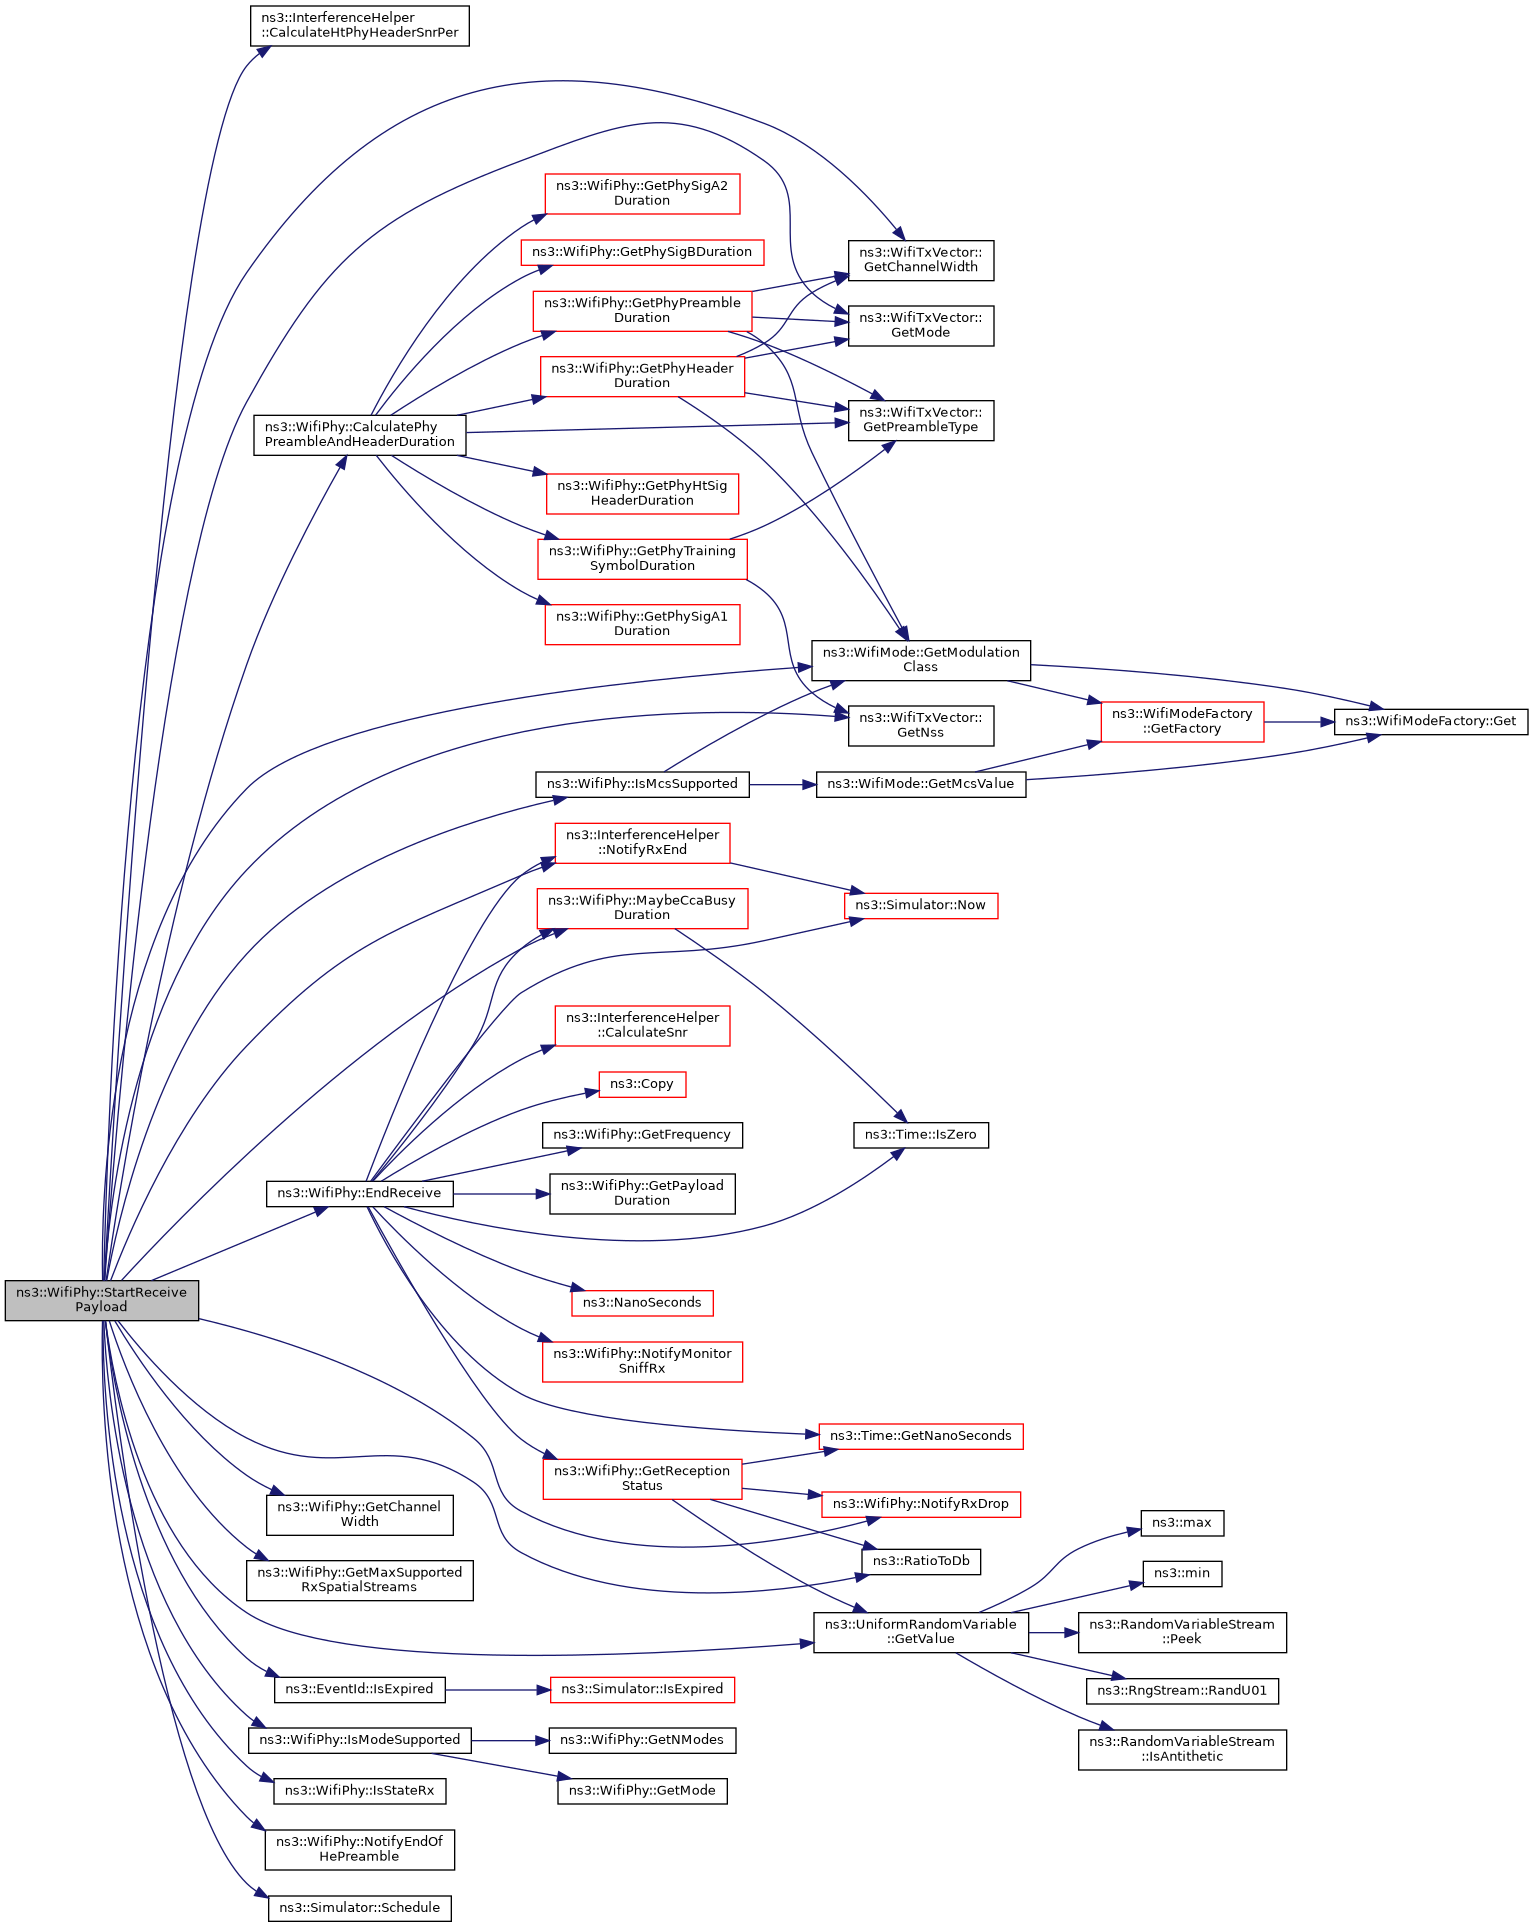 ns3::InterferenceHelper
::CalculateHtPhyHeaderSnrPer
ns3::WifiPhy::GetPhySigA2
Duration
ns3::WifiPhy::GetPhySigBDuration
ns3::WifiTxVector::
GetChannelWidth
ns3::WifiPhy::GetPhyPreamble
Duration
ns3::WifiTxVector::
GetMode
ns3::WifiPhy::GetPhyHeader
Duration
ns3::WifiTxVector::
GetPreambleType
ns3::WifiPhy::CalculatePhy
PreambleAndHeaderDuration
ns3::WifiPhy::GetPhyHtSig
HeaderDuration
ns3::WifiPhy::GetPhyTraining
SymbolDuration
ns3::WifiPhy::GetPhySigA1
Duration
ns3::WifiMode::GetModulation
Class
ns3::WifiModeFactory
::GetFactory
ns3::WifiModeFactory::Get
ns3::WifiTxVector::
GetNss
ns3::WifiPhy::IsMcsSupported
ns3::WifiMode::GetMcsValue
ns3::InterferenceHelper
::NotifyRxEnd
ns3::WifiPhy::MaybeCcaBusy
Duration
ns3::Simulator::Now
ns3::InterferenceHelper
::CalculateSnr
ns3::Copy
ns3::WifiPhy::GetFrequency
ns3::Time::IsZero
ns3::WifiPhy::EndReceive
ns3::WifiPhy::GetPayload
Duration
ns3::WifiPhy::StartReceive
Payload
ns3::NanoSeconds
ns3::WifiPhy::NotifyMonitor
SniffRx
ns3::Time::GetNanoSeconds
ns3::WifiPhy::GetReception
Status
ns3::WifiPhy::NotifyRxDrop
ns3::WifiPhy::GetChannel
Width
ns3::max
ns3::RatioToDb
ns3::WifiPhy::GetMaxSupported
RxSpatialStreams
ns3::min
ns3::UniformRandomVariable
::GetValue
ns3::RandomVariableStream
::Peek
ns3::EventId::IsExpired
ns3::Simulator::IsExpired
ns3::RngStream::RandU01
ns3::WifiPhy::IsModeSupported
ns3::WifiPhy::GetNModes
ns3::RandomVariableStream
::IsAntithetic
ns3::WifiPhy::IsStateRx
ns3::WifiPhy::GetMode
ns3::WifiPhy::NotifyEndOf
HePreamble
ns3::Simulator::Schedule